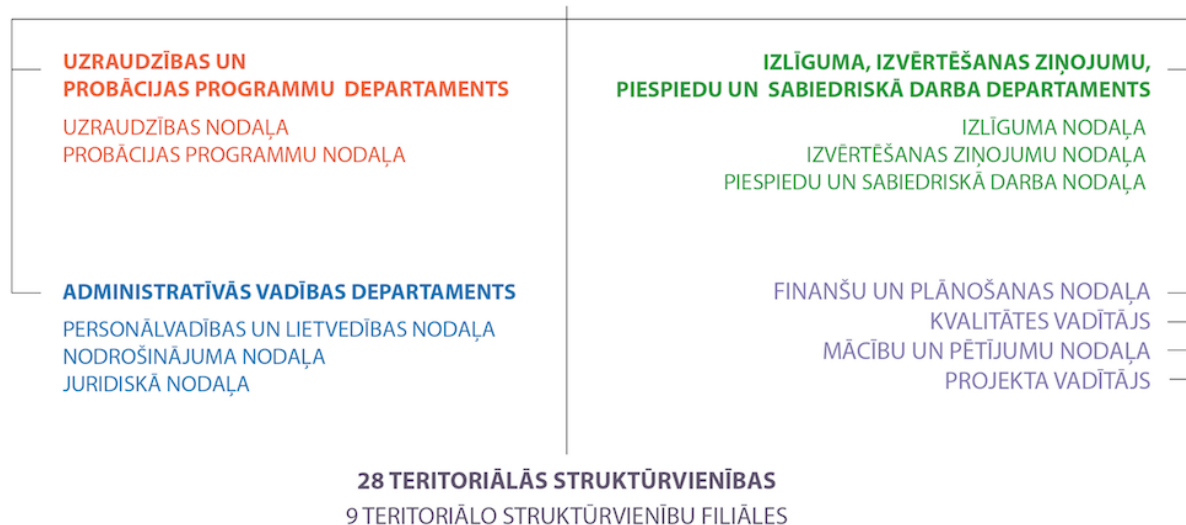 UZRAUDZĪBAS UN
PROBĀCIJAS PROGRAMMU DEPARTAMENTS
UZRAUDZĪBAS NODAĻA
PROBĀCIJAS PROGRAMMU NODAĻA
IZLĪGUMA, IZVĒRTĒŠANAS ZIŅOJUMU,
PIESPIEDU UN SABIEDRISKĀ DARBA DEPARTAMENTS
IZLĪGUMA NODAĻA
IZVĒRTĒŠANAS ZIŅOJUMU NODAĻA
PIESPIEDU UN SABIEDRISKĀ DARBA NODAĻA
ADMINISTRATĪVĀS VADĪBAS DEPARTAMENTS
PERSONĀLVADĪBAS UN LIETVEDĪBAS NODAĻA
NODROŠINĀJUMA NODAĻA
JURIDISKĀ NODAĻA
FINANŠU UN PLĀNOŠANAS NODAĻA
KVALITĀTES VADĪTĀJS
MĀCĪBU UN PĒTĪJUMU NODAĻA
PROJEKTA VADĪTĀJS
28 TERITORIĀLĀS STRUKTŪRVIENĪBAS
9 TERITORIĀLO STRUKTŪRVIENĪBU FILIĀLES